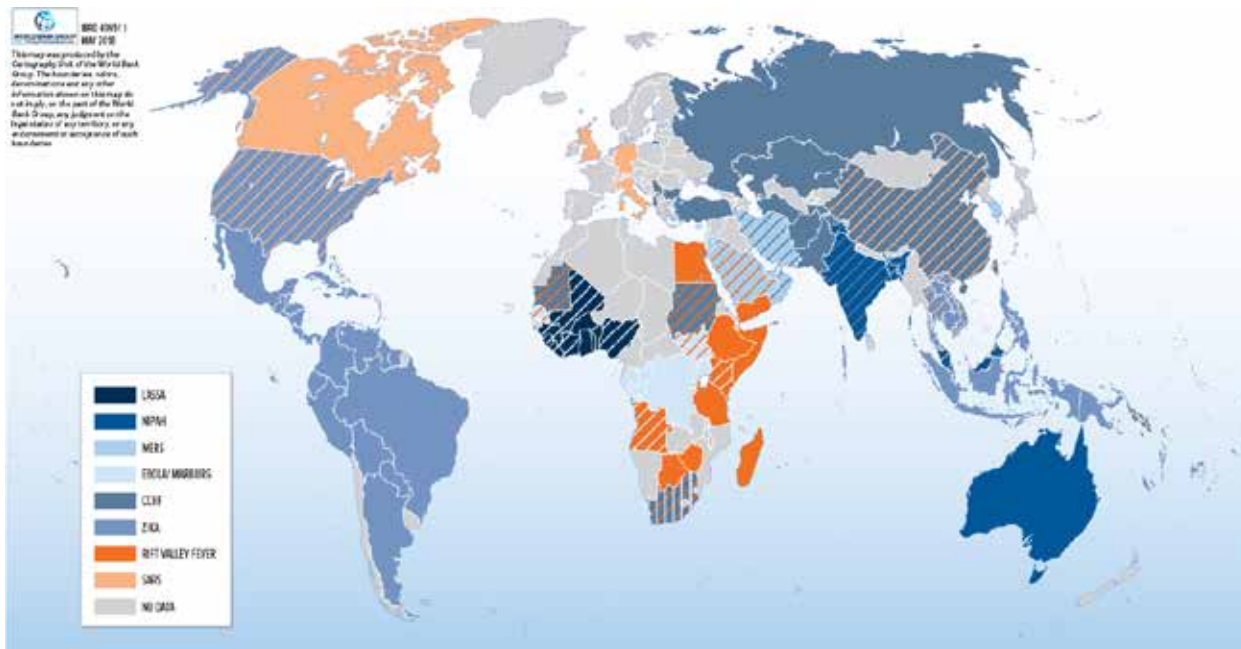 WORLD BANK GROUP
MAY 2018
This map was produced by the
Cartography Unit of the World Bank
Group. The boundaries, colors,
denominations and any other
information shown on this map do
not imply, on the part of the World
Bank Group, any judgment on the
legal status of any territory, or any
endorsement or acceptance of such
boundaries.
LASSA
NIPAH
MERS
EBOLA/ MARBURG
CCHF
ZIKA
RIFT VALLEY FEVER
SARS
NO DATA